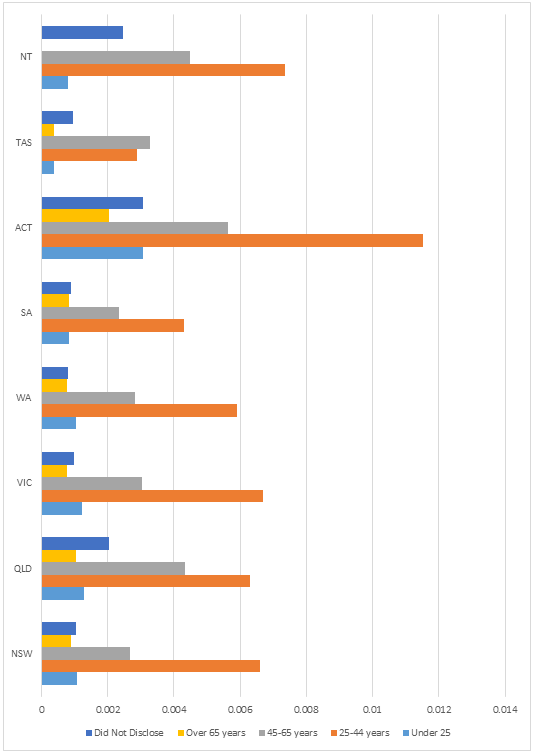 NT
TAS
ACT
SA
WA
VIC
QLD
NSW
0 0.002 0.004 0.006 0.008 0.01 0.012 0.014
Did Not Disclose Over 65 years 45-65 years 25-44 years Under 25